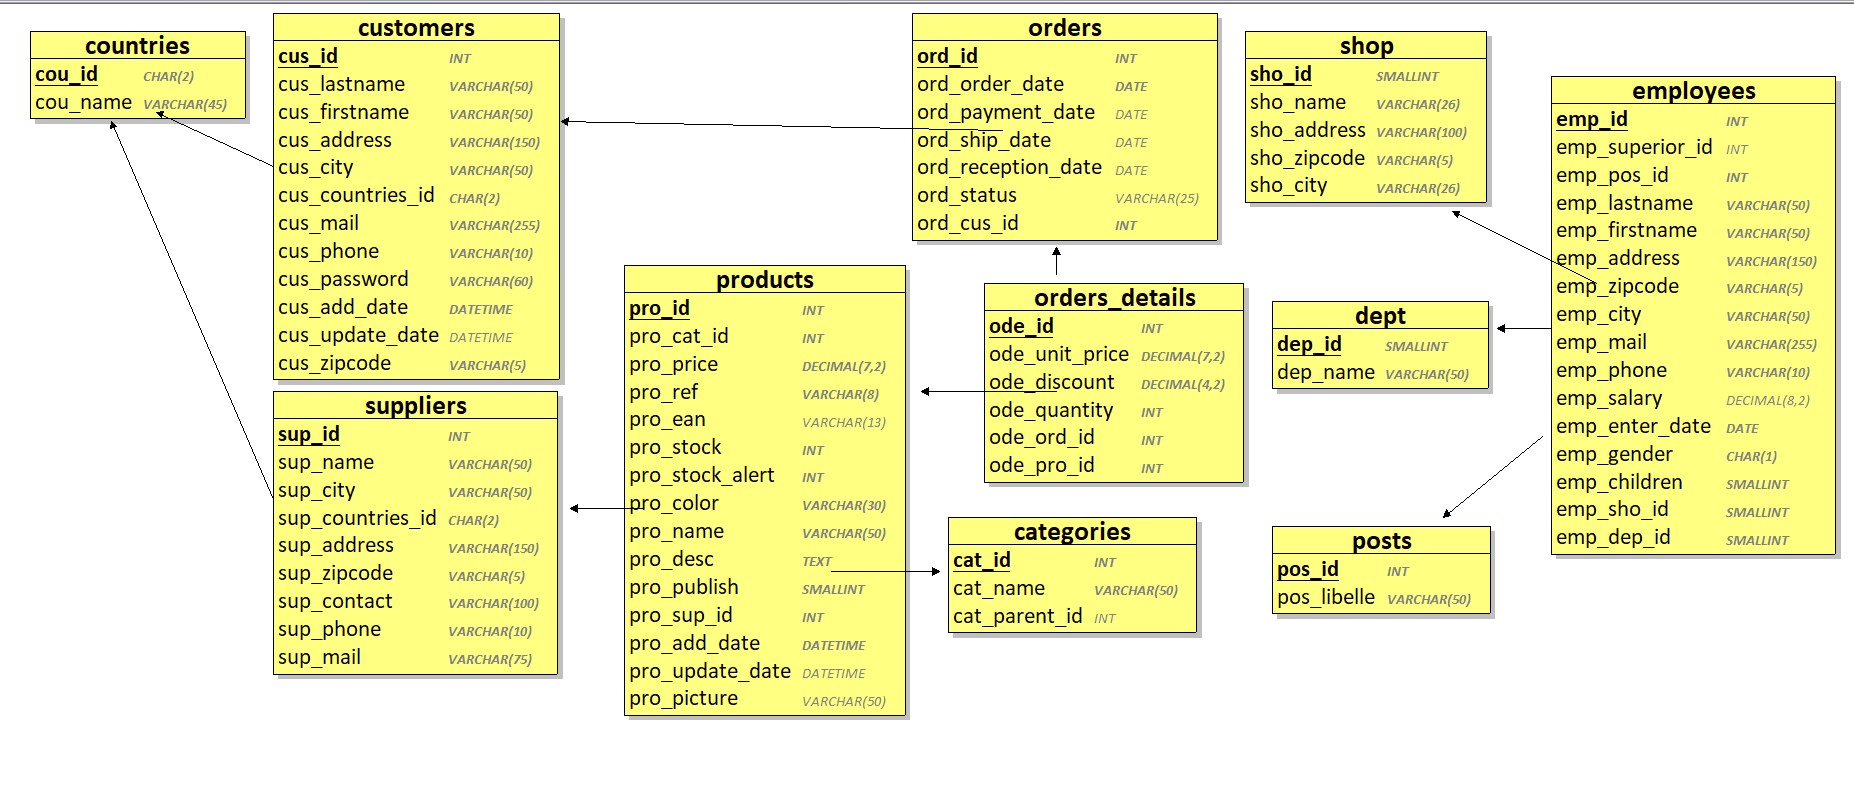 countries
cou_id CHAR(2)
cou_name VARCHAR(45)
customers
cus_id INT
cus_lastname VARCHAR(50)
cus_firstname VARCHAR(50)
cus_address VARCHAR(150)
cus_city VARCHAR(50)
cus_countries_id CHAR(2)
cus_mail VARCHAR(255)
cus_phone VARCHAR(10)
cus_password VARCHAR(60)
cus_add_date DATETIME
cus_update_date DATETIME
cus_zipcode VARCHAR(5)
suppliers
sup_id INT
sup_name VARCHAR(50)
sup_city VARCHAR(50)
sup_countries_id CHAR(2)
sup_address VARCHAR(150)
sup_zipcode VARCHAR(5)
sup_contact VARCHAR(100)
sup_phone VARCHAR(10)
sup_mail VARCHAR(75)
products
pro_id INT
pro_cat_id INT
pro_price DECIMAL(7,2)
pro_ref VARCHAR(8)
pro_ean VARCHAR(13)
pro_stock INT
pro_stock_alert INT
pro_color VARCHAR(30)
pro_name VARCHAR(50)
pro_desc TEXT
pro_publish SMALLINT
pro_sup_id INT
pro_add_date DATETIME
pro_update_date DATETIME
pro_picture VARCHAR(50)
orders
ord_id INT
ord_order_date DATE
ord_payment_date DATE
ord_ship_date DATE
ord_reception_date DATE
ord_status VARCHAR(25)
ord_cus_id INT
orders_details
ode_id INT
ode_unit_price DECIMAL(7,2)
ode_discount DECIMAL(4,2)
ode_quantity INT
ode_ord_id INT
ode_pro_id INT
categories
cat_id INT
cat_name VARCHAR(50)
cat_parent_id INT
shop
sho_id SMALLINT
sho_name VARCHAR(26)
sho_address VARCHAR(100)
sho_zipcode VARCHAR(5)
sho_city VARCHAR(26)
dept
dep_id SMALLINT
dep_name VARCHAR(50)
posts
pos_id INT
pos_libelle VARCHAR(50)
employees
emp_id INT
emp_superior_id INT
emp_pos_id INT
emp_lastname VARCHAR(50)
emp_firstname VARCHAR(50)
emp_address VARCHAR(150)
emp_zipcode VARCHAR(5)
emp_city VARCHAR(50)
emp_mail VARCHAR(255)
emp_phone VARCHAR(10)
emp_salary DECIMAL(8,2)
emp_enter_date DATE
emp_gender CHAR(1)
emp_children SMALLINT
emp_sho_id SMALLINT
emp_dep_id SMALLINT